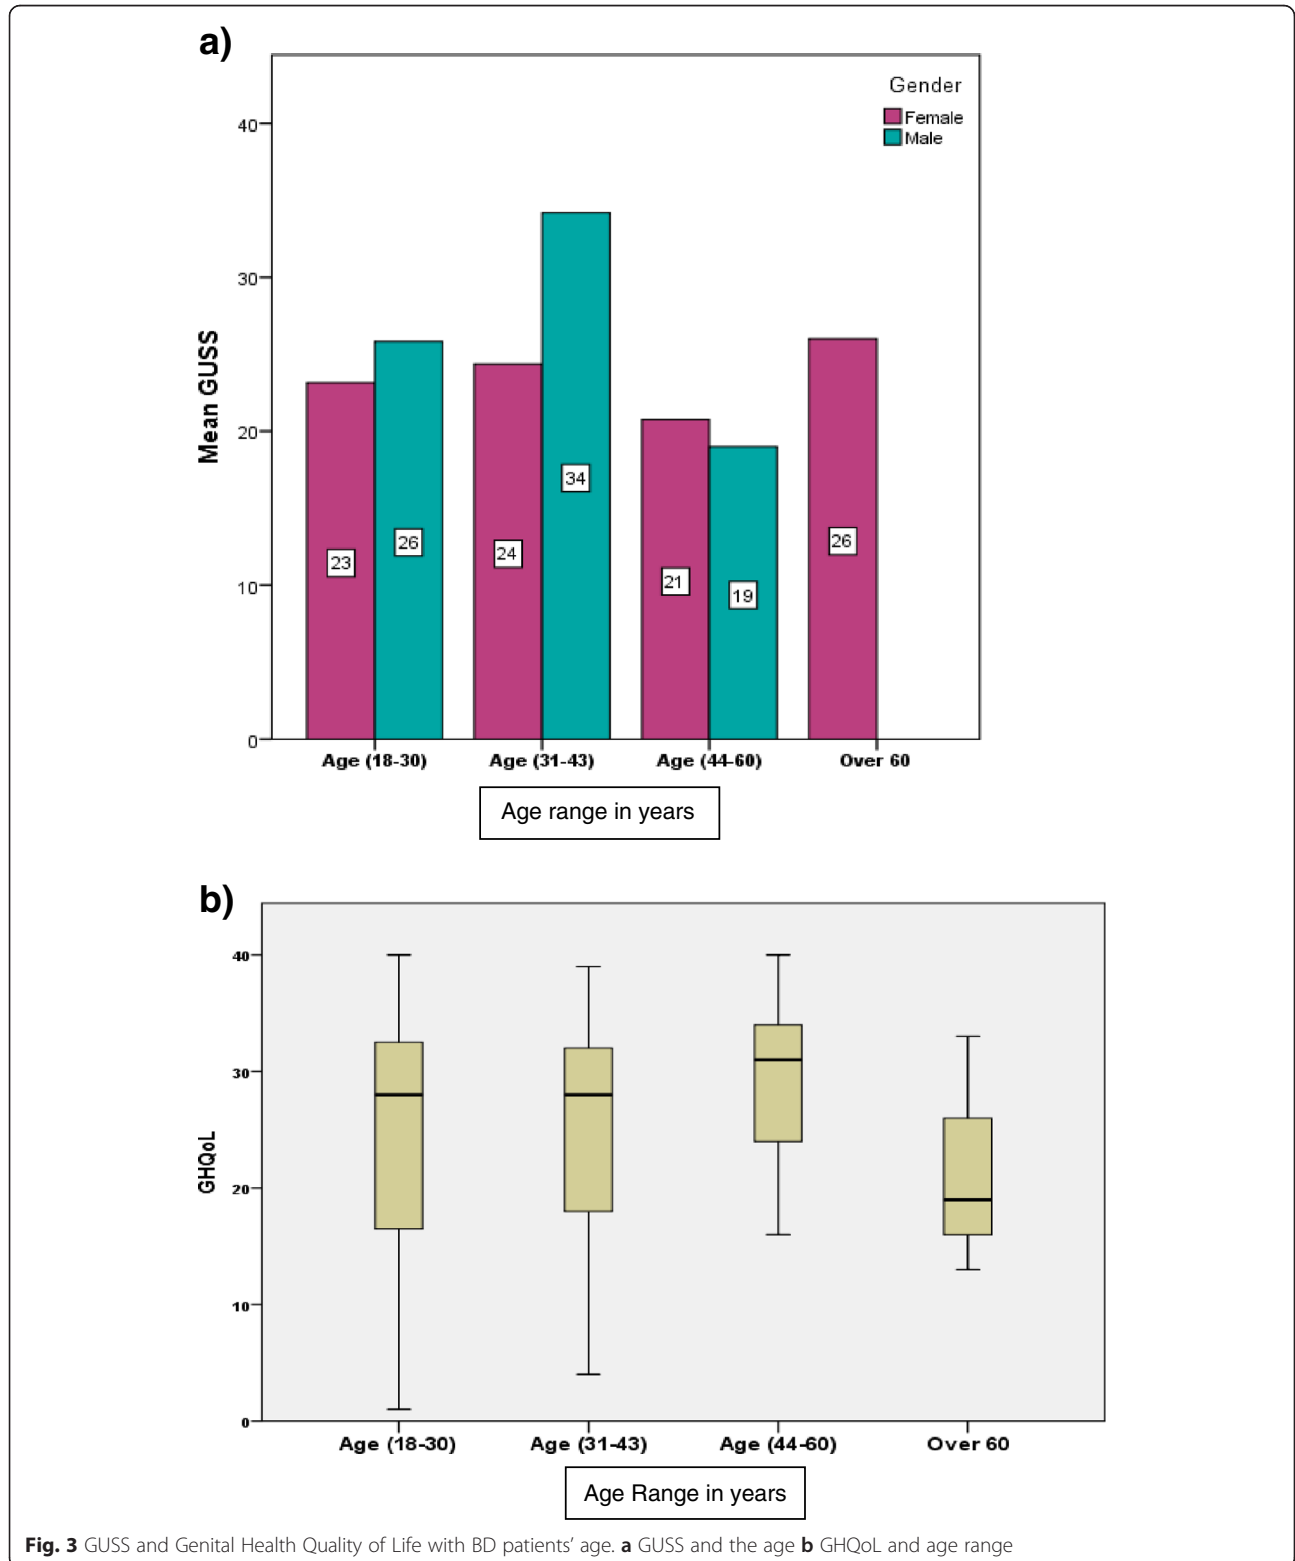 a)
Gender
Female
Male
40
30
20
10
0
Mean GUSS
23
26
24
34
21
19
26
Age (18-30)
Age (31-43)
Age (44-60)
Over 60
Age range in years
b)
40
30
20
10
0
GHQoL
Age (18-30)
Age (31-43)
Age (44-60)
Over 60
Age Range in years
Fig. 3 GUSS and Genital Health Quality of Life with BD patients' age. a GUSS and the age b GHQoL and age range